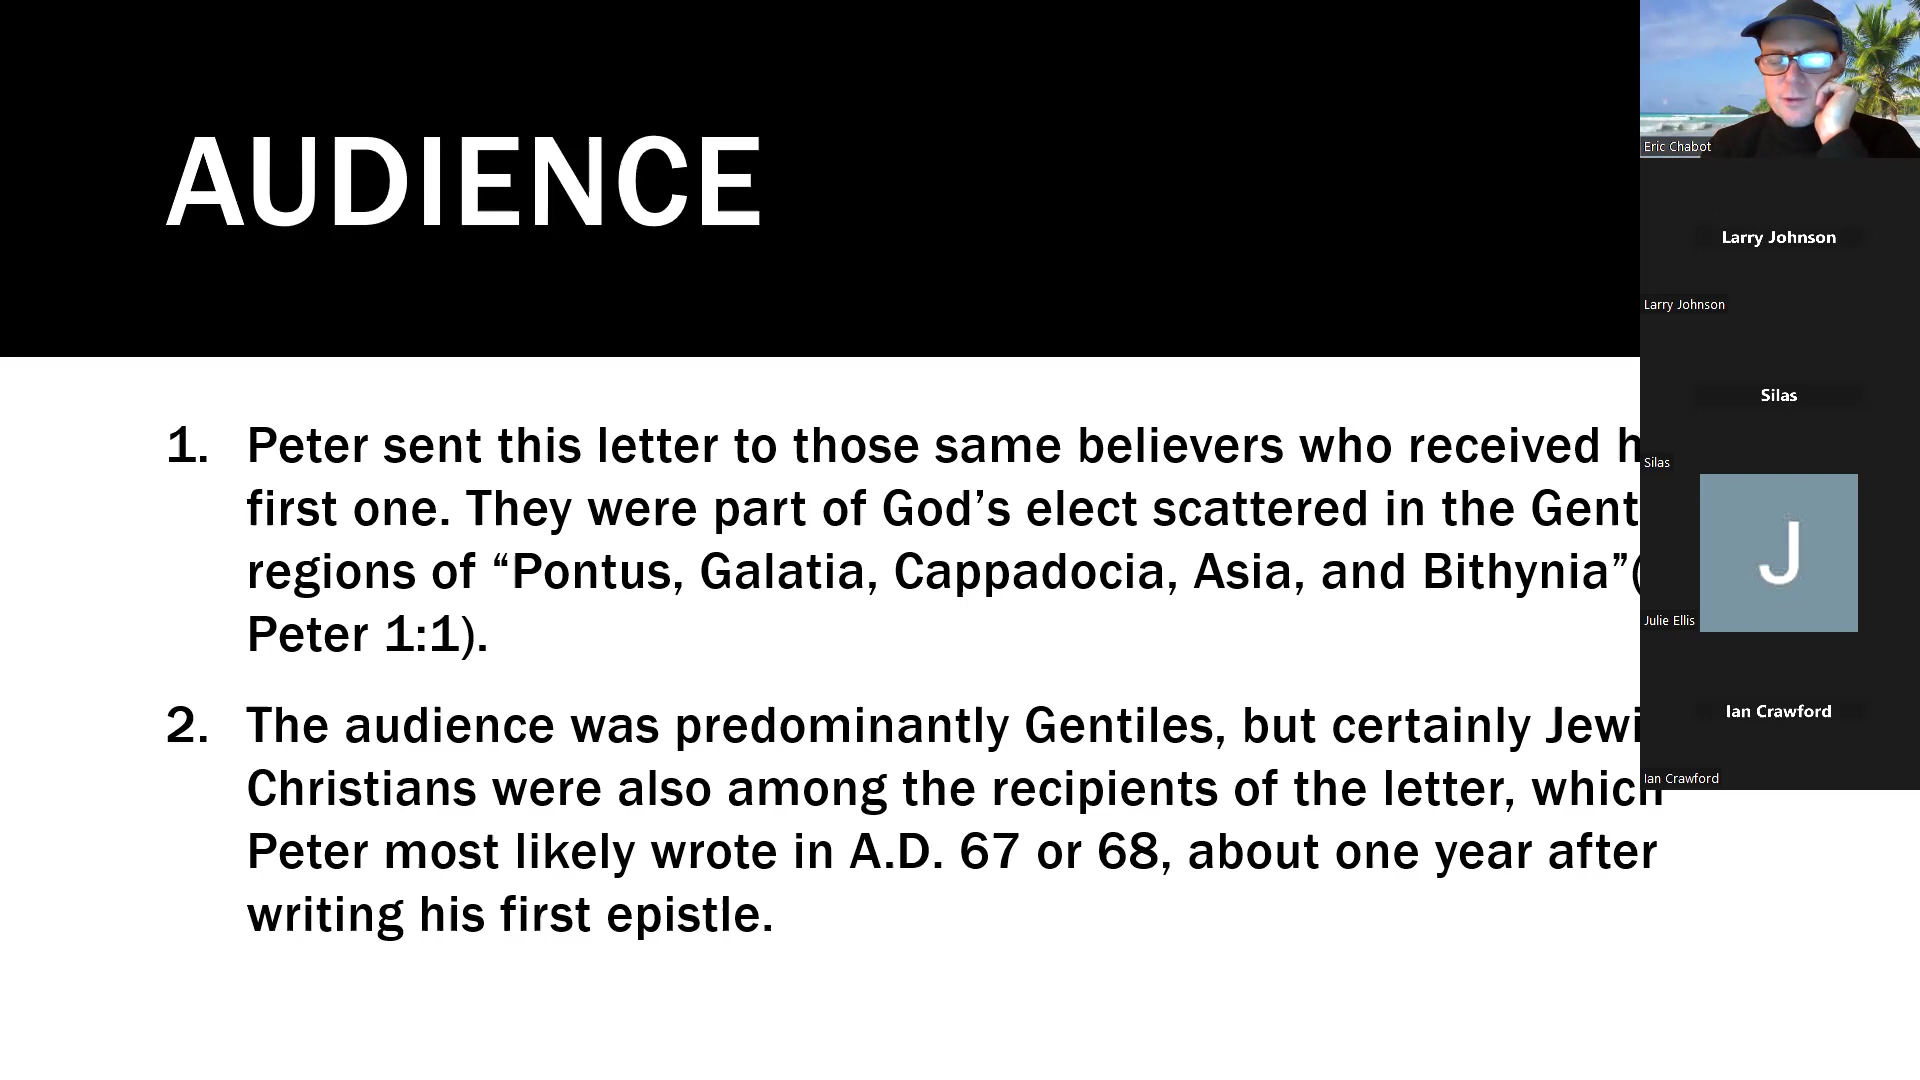 AUDIENCE
1. Peter sent this letter to those same believers who received
first one. They were part of God’s elect scattered in the
regions of “Pontus, Galatia, Cappadocia, Asia, and Bithynia”(
Peter 1:1).
2. The audience was predominantly Gentiles, but certainly
Christians were also among the recipients of the letter, which
Peter most likely wrote in A.D. 67 or 68, about one year after
writing his first epistle.
Eric Chabot
Larry Johnson
Larry Johnson
Silas
Silas
J
Julie Ellis
Ian Crawford
Ian Crawford